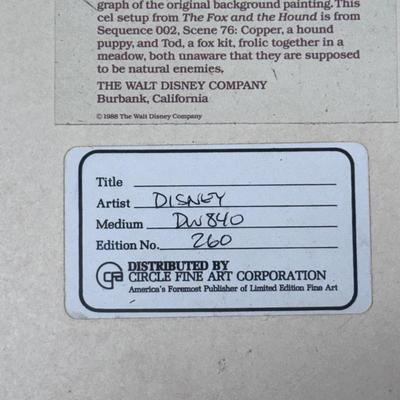 graph of the original background painting. This
cel setup from The Fox and the Hound is from
Sequence 002, Scene 76: Copper, a hound
puppy, and Tod, a fox kit, frolic together in a
meadow, both unaware that they are supposed
to be natural enemies.
THE WALT DISNEY COMPANY
Burbank, California
© 1988 The Walt Disney Company
Title
Artist DISNEY
Medium DW840
Edition No. 260
DISTRIBUTED BY
CIRCLE FINE ART CORPORATION
America's Foremost Publisher of Limited Edition Fine Art